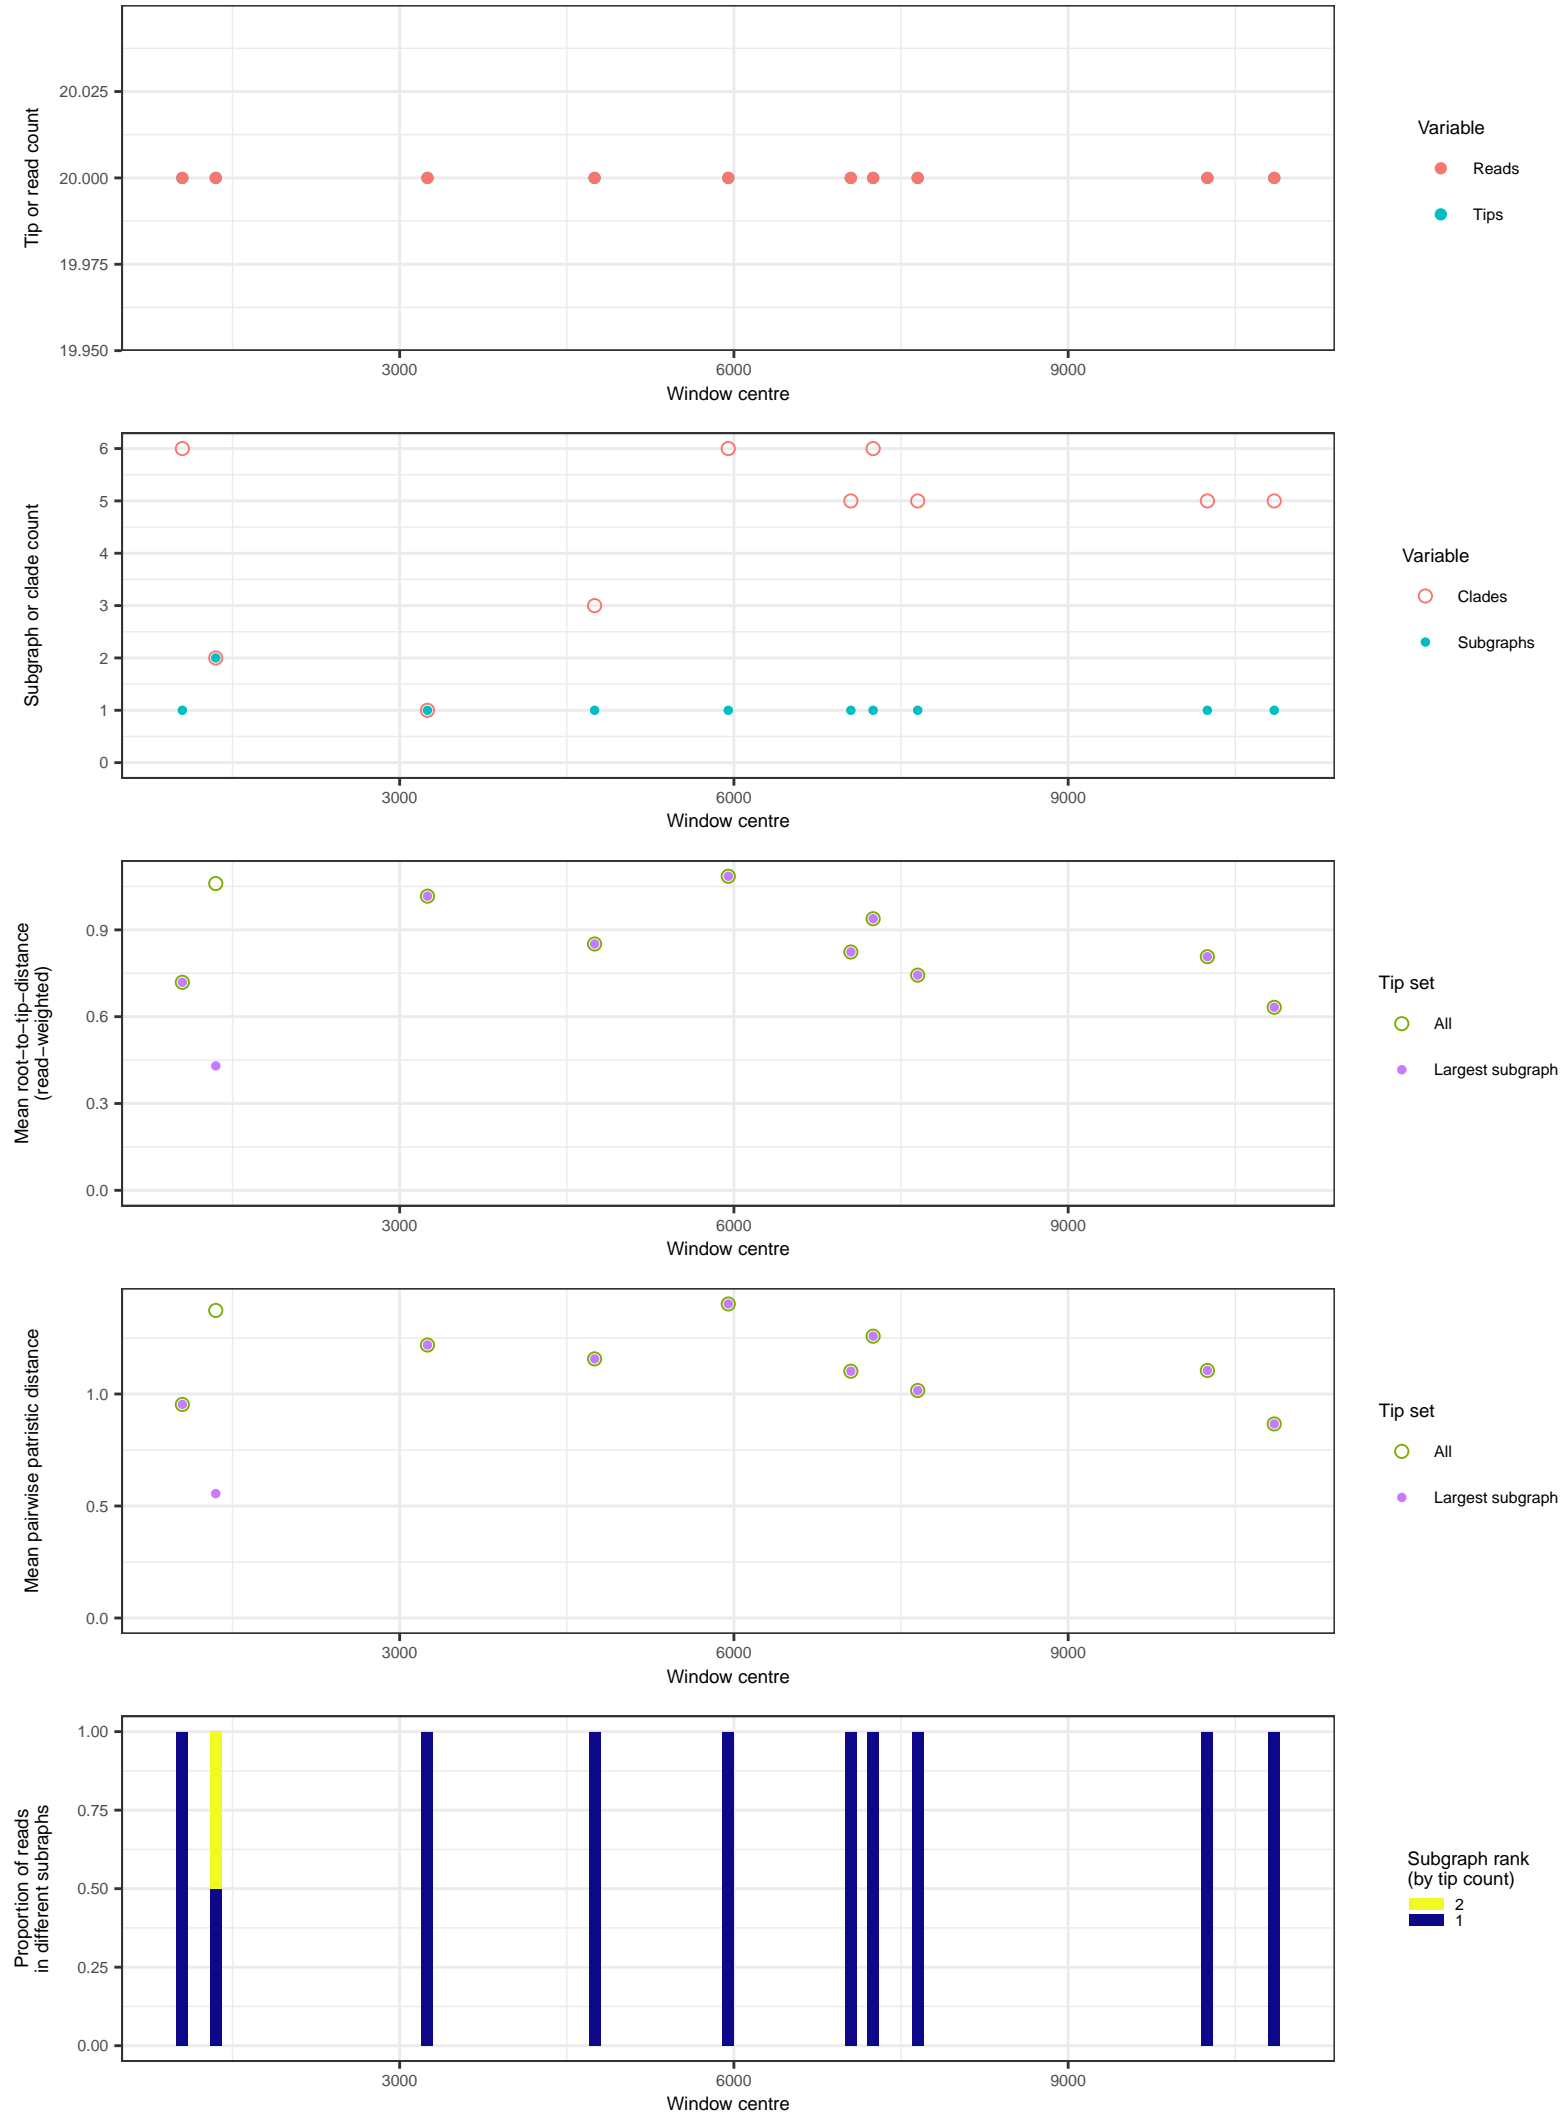 Tip or read count
20.025
20.000
19.975
19.950
3000
6000
9000
Window centre
Variable
Reads
Tips
Subgraph or clade count
6
5
4
3
2
1
0
3000
6000
9000
Window centre
Variable
Clades
Subgraphs
Mean root−to−tip−distance
(read−weighted)
0.9
0.6
0.3
0.0
3000
6000
9000
Window centre
Tip set
All
Largest subgraph
Mean pairwise patristic distance
1.0
0.5
0.0
3000
6000
9000
Window centre
Tip set
All
Largest subgraph
Proportion of reads
in different subraphs
1.00
0.75
0.50
0.25
0.00
3000
6000
9000
Window centre
Subgraph rank
(by tip count)
2
1